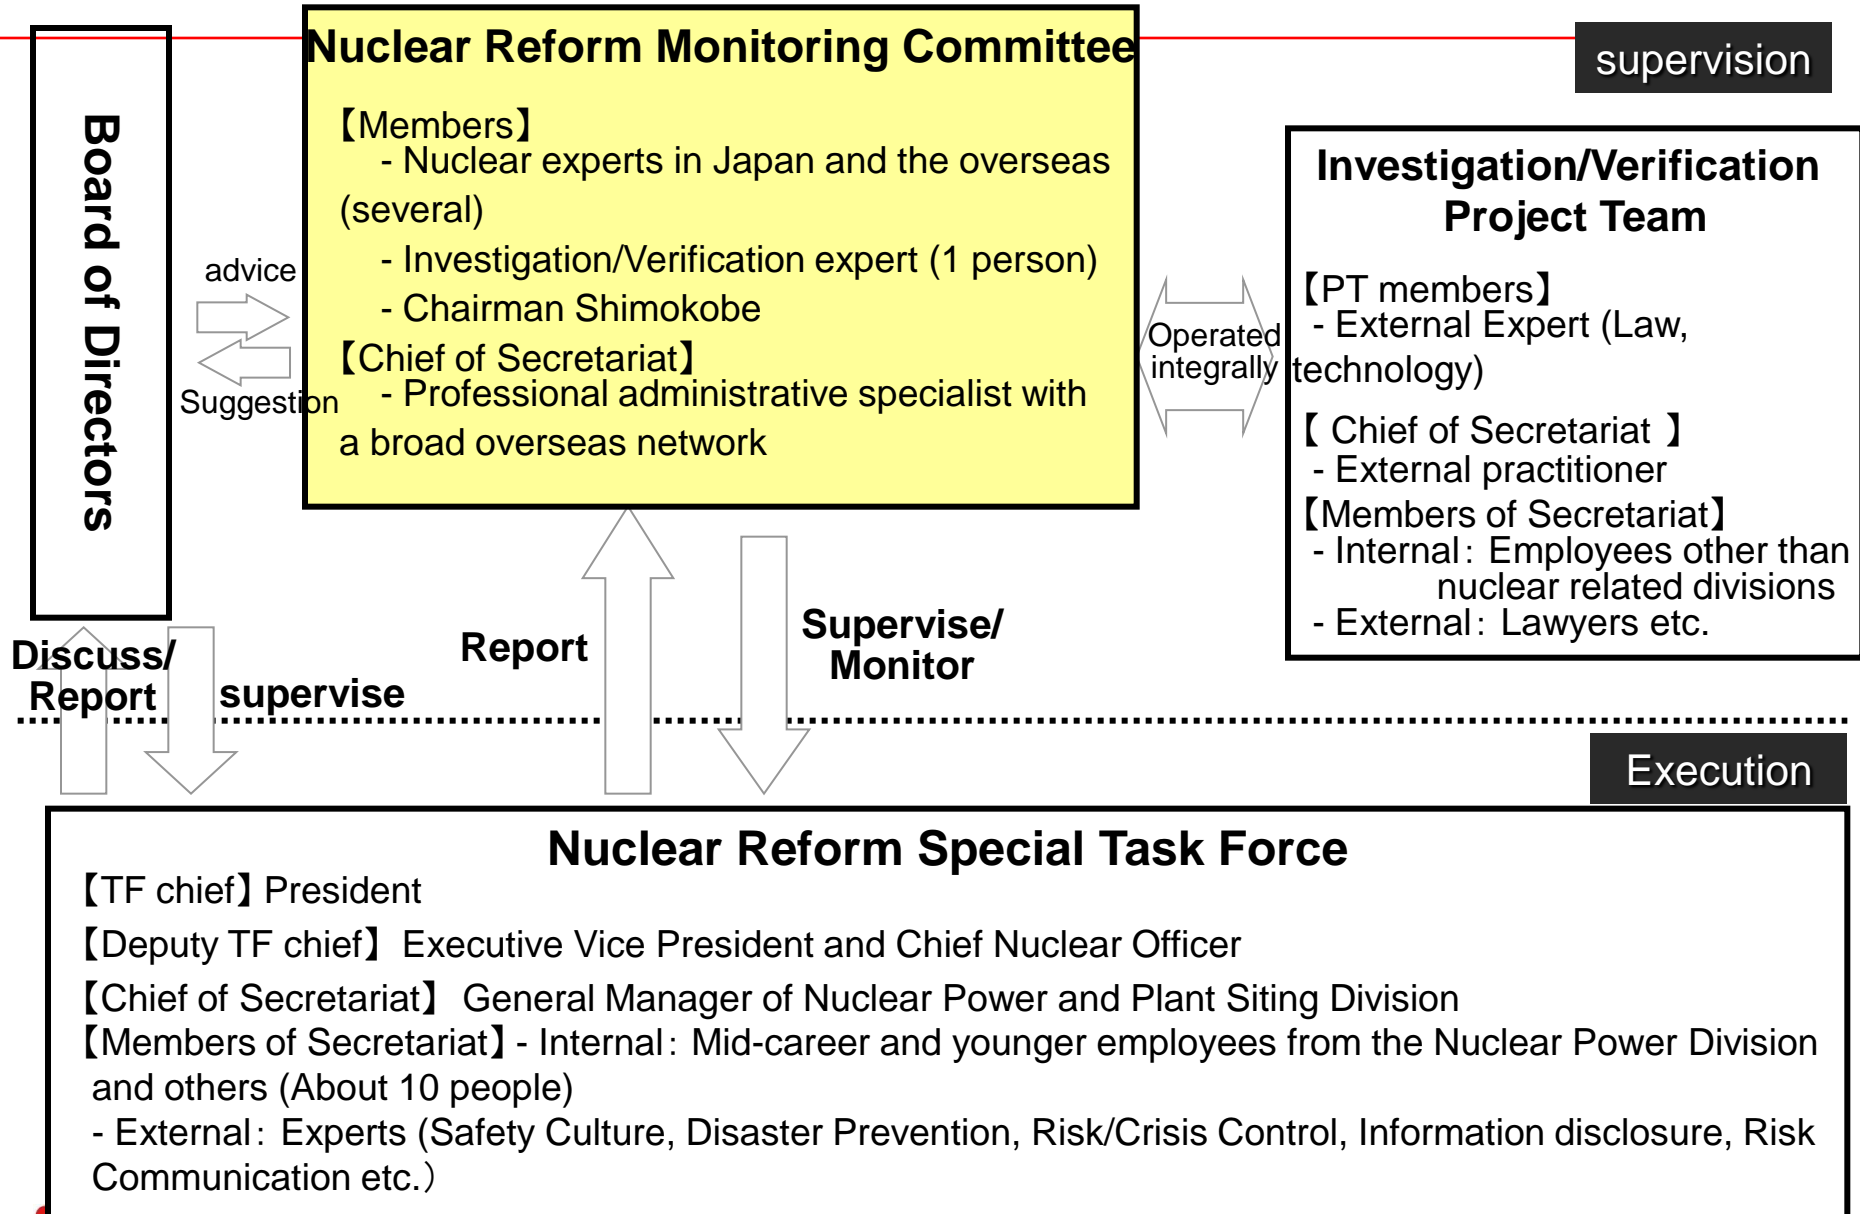 Nuclear Reform Monitoring Committee
supervision
Board of Directors
【Members】
- Nuclear experts in Japan and the overseas
(several)
- Investigation/Verification expert (1 person)
- Chairman Shimokobe
【Chief of Secretariat】
- Professional administrative specialist with
a broad overseas network
advice
Suggestion
Operated
integrally
Investigation/Verification
Project Team
【PT members】
- External Expert (Law,
technology)
【 Chief of Secretariat 】
- External practitioner
【Members of Secretariat】
- Internal：Employees other than
nuclear related divisions
- External：Lawyers etc.
Discuss/
Report
supervise
Report
Supervise/
Monitor
Execution
Nuclear Reform Special Task Force
【TF chief】President
【Deputy TF chief】 Executive Vice President and Chief Nuclear Officer
【Chief of Secretariat】 General Manager of Nuclear Power and Plant Siting Division
【Members of Secretariat】- Internal：Mid-career and younger employees from the Nuclear Power Division
and others (About 10 people)
- External：Experts (Safety Culture, Disaster Prevention, Risk/Crisis Control, Information disclosure, Risk
Communication etc.）